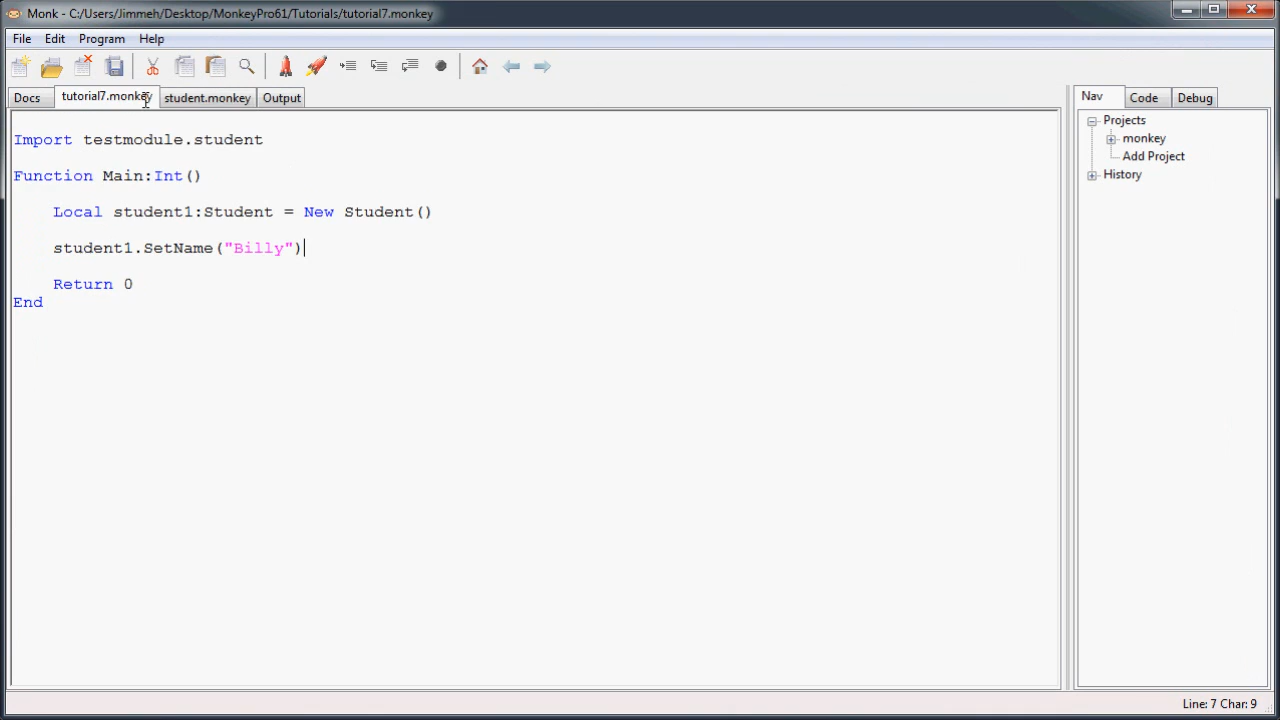 Monk - C:/Users/Jimmeh/Desktop/MonkeyPro61/Tutorials/tutorial7.monkey
File Edit Program Help
Docs tutorial7.monkey student.monkey Output
Nav Code Debug
Import testmodule.student
Function Main:Int()
Local student1:Student = New Student()
student1.SetName("Billy")
Return 0
End
Projects
monkey
Add Project
History
Line: 7 Char: 9